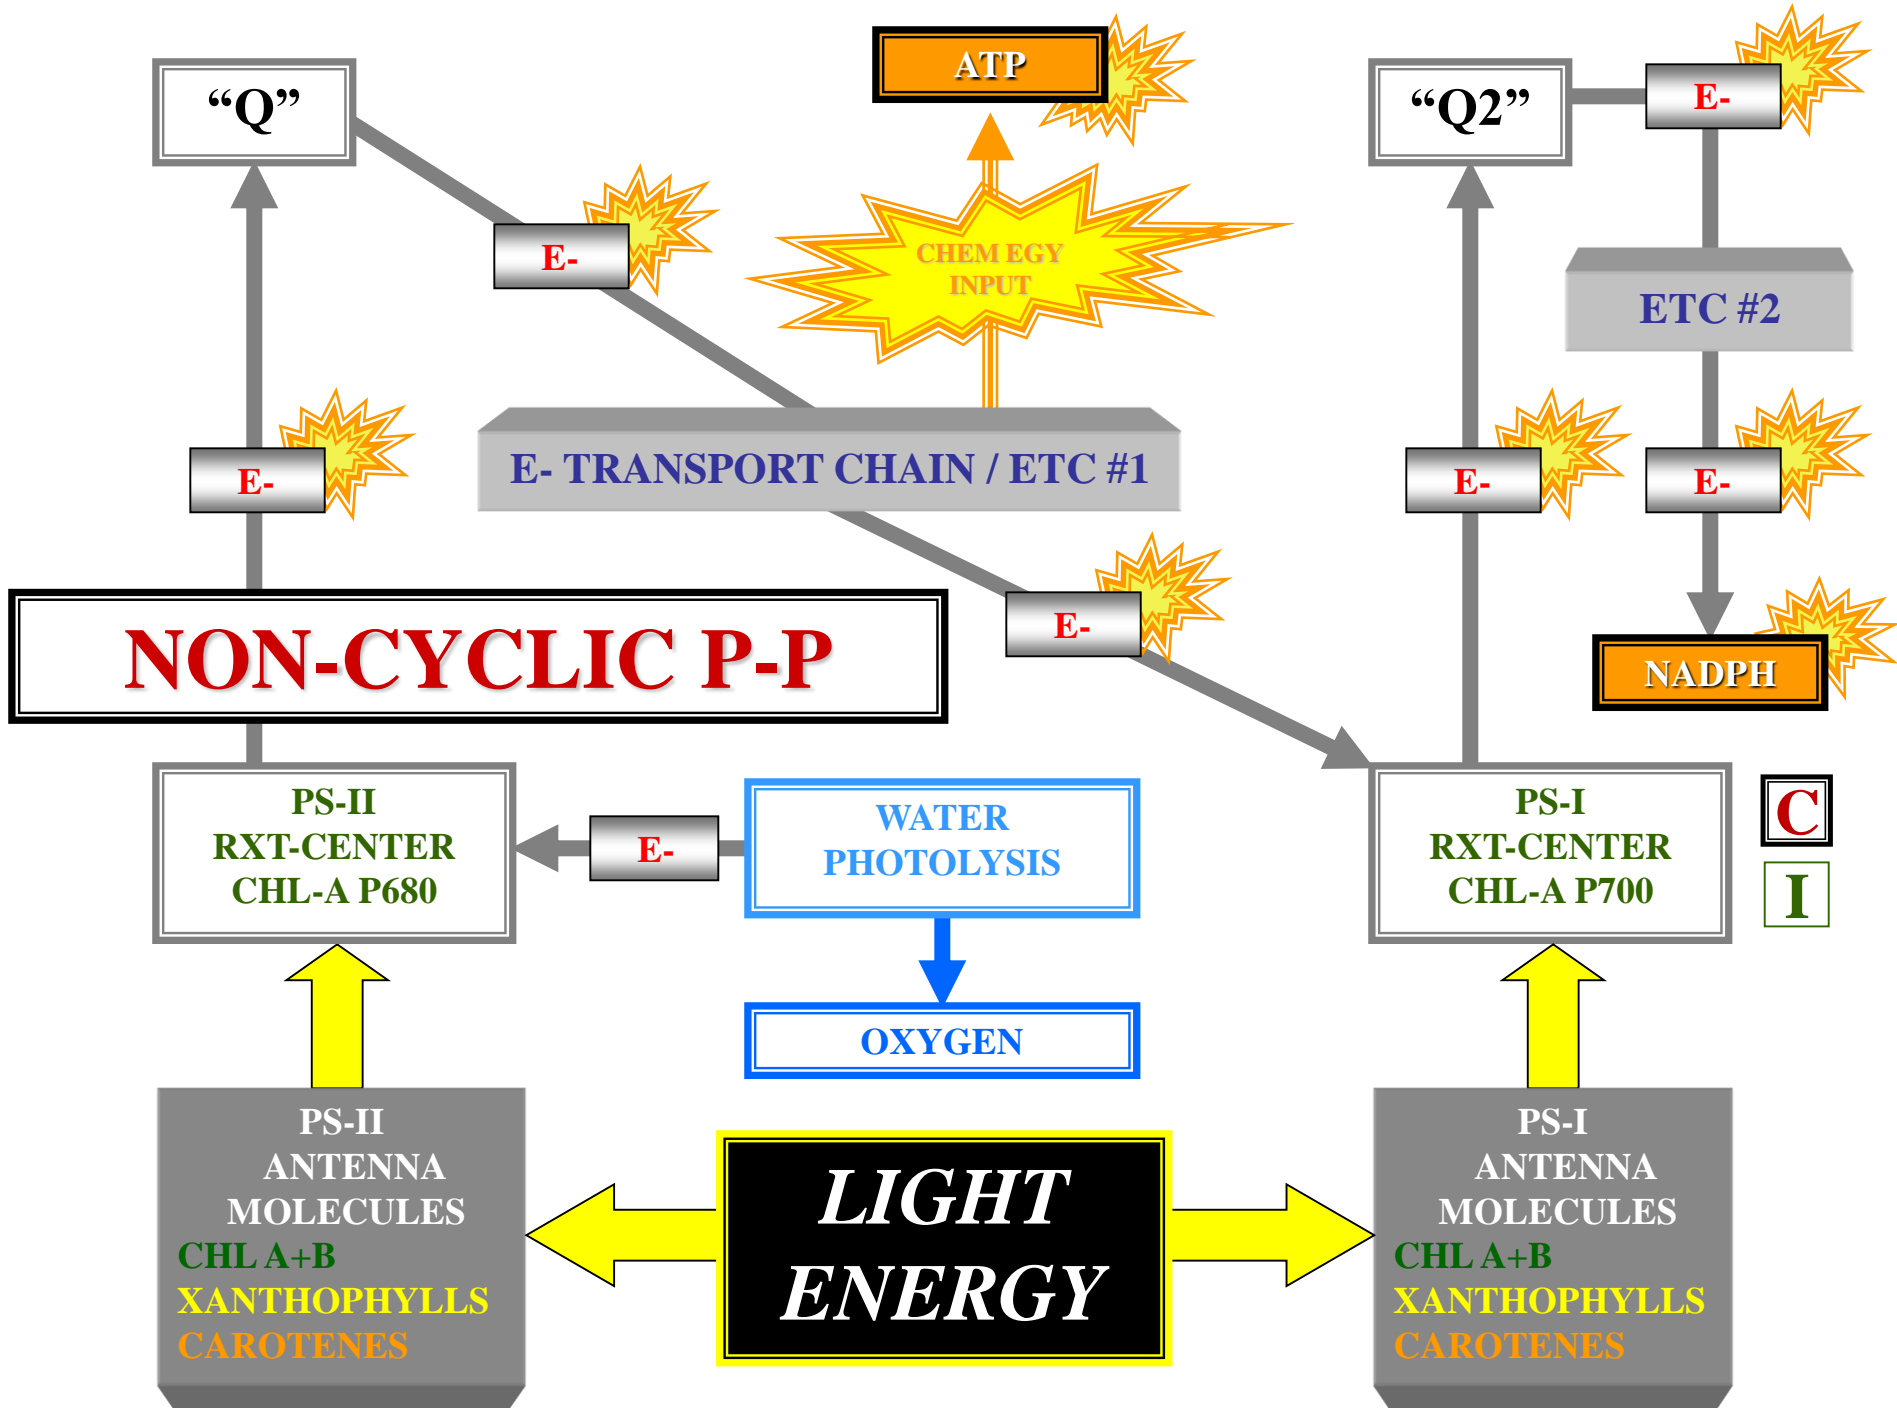 “Q”
ATP
“Q2”
E-
E-
CHEM EGY
INPUT
ETC #2
E- TRANSPORT CHAIN / ETC #1
E-
E-
E-
E-
NON-CYCLIC P-P
NADPH
PS-II
RXT-CENTER
CHL-A P680
E-
WATER
PHOTOLYSIS
PS-I
RXT-CENTER
CHL-A P700
C
I
OXYGEN
PS-II
ANTENNA
MOLECULES
CHL A+B
XANTHOPHYLLS
CAROTENES
LIGHT
ENERGY
PS-I
ANTENNA
MOLECULES
CHL A+B
XANTHOPHYLLS
CAROTENES